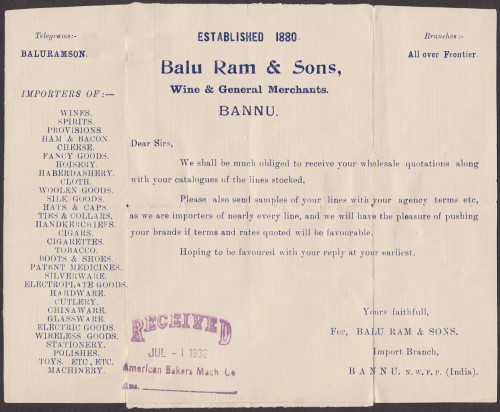 Telegrams:-
BALURAMSON.
ESTABLISHED 1880
Branches:-
All over Frontier.
Balu Ram & Sons,
Wine & General Merchants.
BANNU.
IMPORTERS OF:—
WINES.
SPIRITS.
PROVISIONS
HAM & BACON.
CHEESE.
FANCY GOODS.
HOISERY.
HABERDASHERY.
CLOTH.
WOOLEN GOODS.
SILK GOODS.
HATS & CAPS.
TIES & COLLARS.
HANDKERCHIEFS.
CIGARS.
CIGARETTES.
TOBACCO.
BOOTS & SHOES.
PATENT MEDICINES.
SILVERWARE.
ELECTROPLATE GOODS.
HARDWARE.
CUTLERY.
CHINAWARE.
GLASSWARE.
ELECTRIC GOODS.
WIRELESS GOODS.
STATIONERY.
POLISHES.
TOYS. ETC, ETC.
MACHINERY.
Dear Sirs,
We shall be much obliged to receive your wholesale quotations along
with your catalogues of the lines stocked.
Please also send samples of your lines with your agency terms etc,
as we are importers of nearly every line, and we will have the pleasure of pushing
your brands if terms and rates quoted will be favourable.
Hoping to be favoured with your reply at your earliest.
Yours faithfull,
For, BALU RAM & SONS.
Import Branch,
BANNU. N. W. F. P. (India).
RECEIVED
JUL - 1 1932
American Bakers Mach Co
Ans.